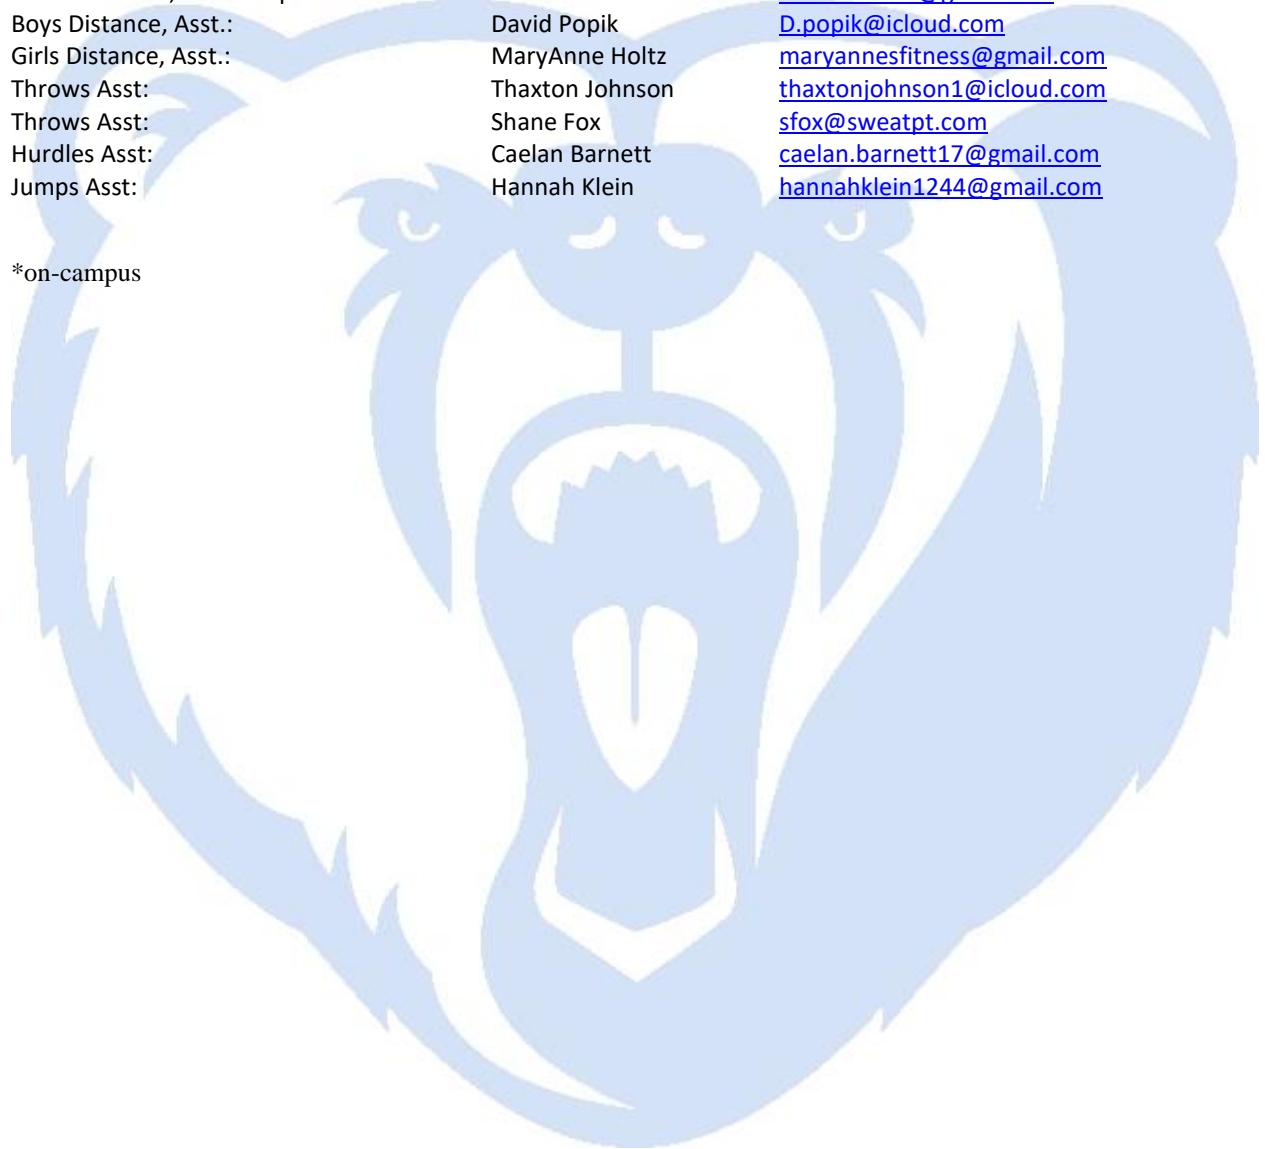 Boys Distance, Asst.: David Popik D.popik@icloud.com
Girls Distance, Asst.: MaryAnne Holtz maryannesfitness@gmail.com
Throws Asst: Thaxton Johnson thaxtonjohnson1@icloud.com
Throws Asst: Shane Fox sfox@sweatpt.com
Hurdles Asst: Caelan Barnett caelan.barnett17@gmail.com
Jumps Asst: Hannah Klein hannahklein1244@gmail.com
*on-campus